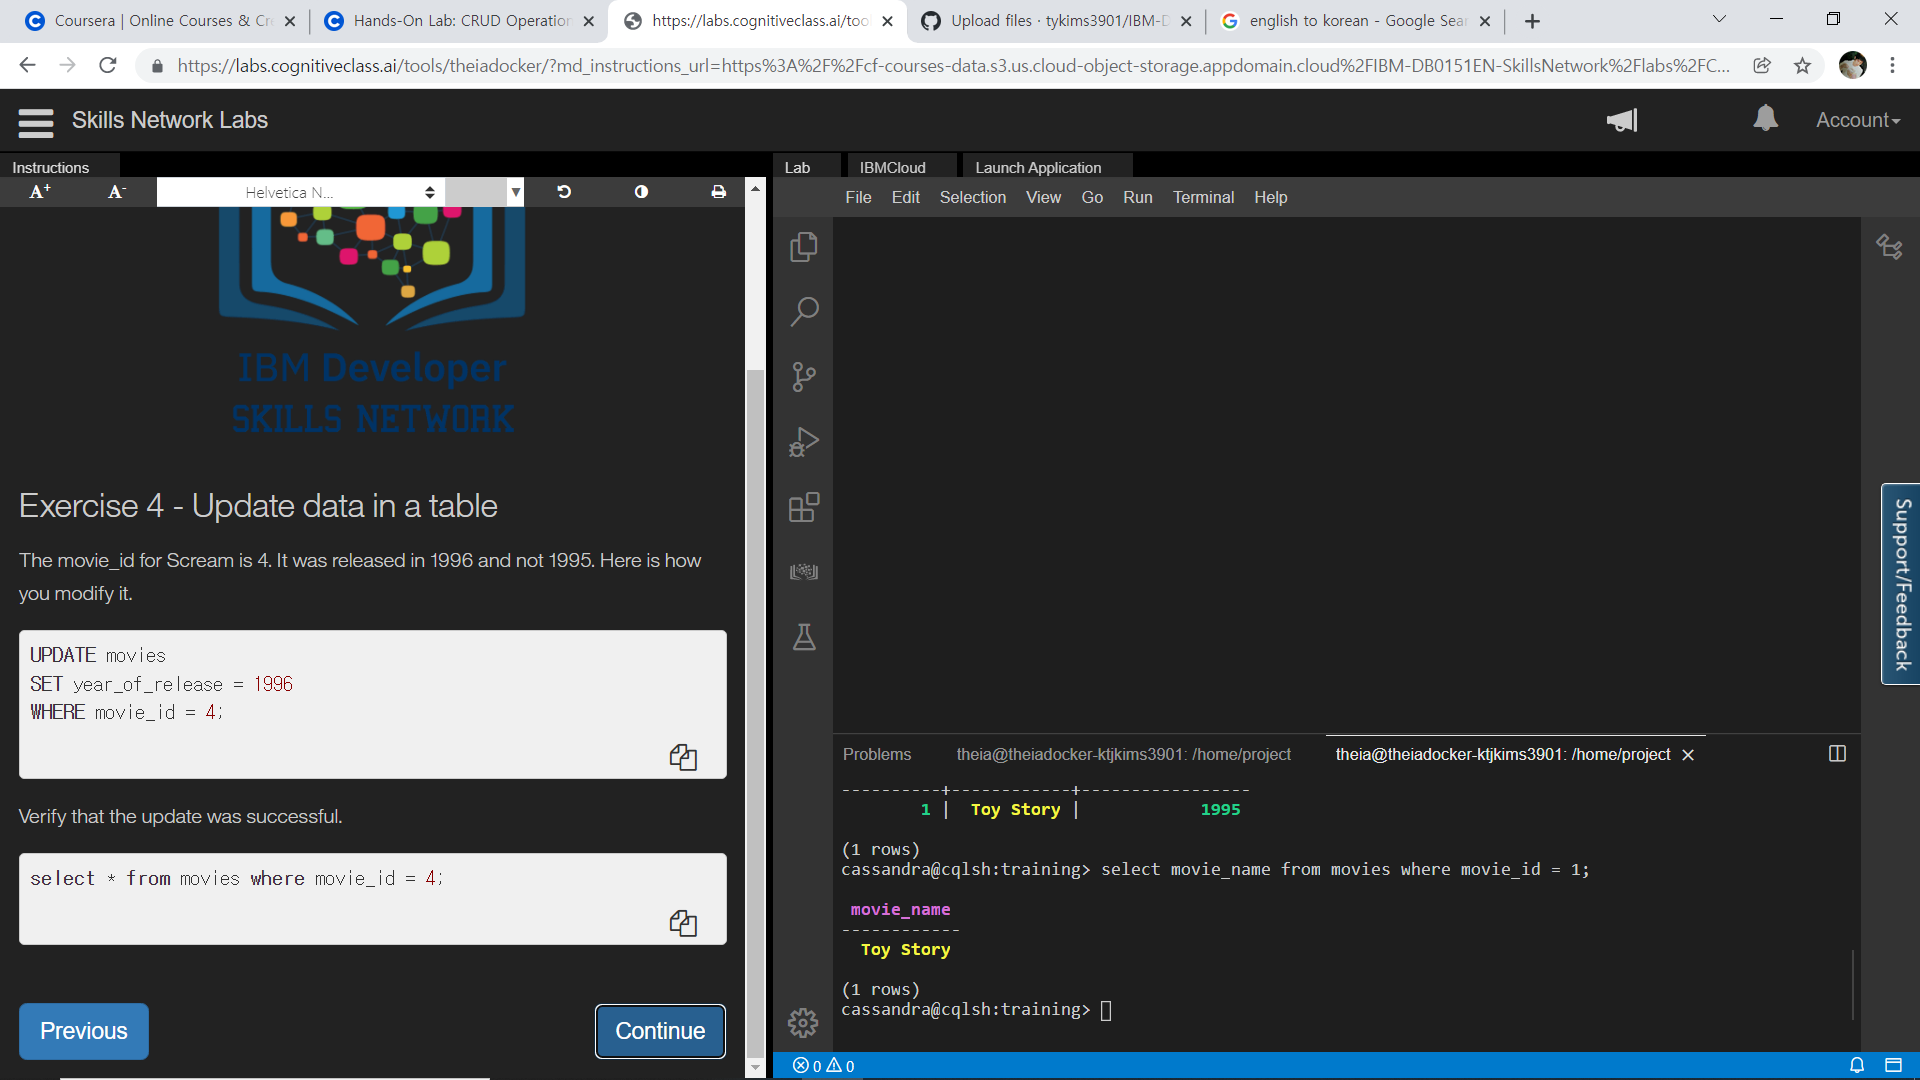 Coursera | Online Courses & Cr
Hands-On Lab: CRUD Operation
https://labs.cognitiveclass.ai/tool
Upload files · tykims3901/IBM-D
english to korean - Google Sear
https://labs.cognitiveclass.ai/tools/theiadocker/?md_instructions_url=https%3A%2F%2Fcf-courses-data.s3.us.cloud-object-storage.appdomain.cloud%2FIBM-DB0151EN-SkillsNetwork%2Flabs%2FC...
Skills Network Labs
Account
Instructions
Lab
IBMCloud
Launch Application
A+
A-
Helvetica N...
File Edit Selection View Go Run Terminal Help
IBM Developer
SKILLS NETWORK
Exercise 4 - Update data in a table
The movie_id for Scream is 4. It was released in 1996 and not 1995. Here is how
you modify it.
UPDATE movies
SET year_of_release = 1996
WHERE movie_id = 4;
Verify that the update was successful.
select * from movies where movie_id = 4;
Previous
Continue
Support/Feedback
Problems
theia@theiadocker-ktjkims3901: /home/project
theia@theiadocker-ktjkims3901: /home/project
----------+------------+-----------------
1 | Toy Story | 1995
(1 rows)
cassandra@cqlsh:training> select movie_name from movies where movie_id = 1;
movie_name
------------
Toy Story
(1 rows)
cassandra@cqlsh:training>
0 0